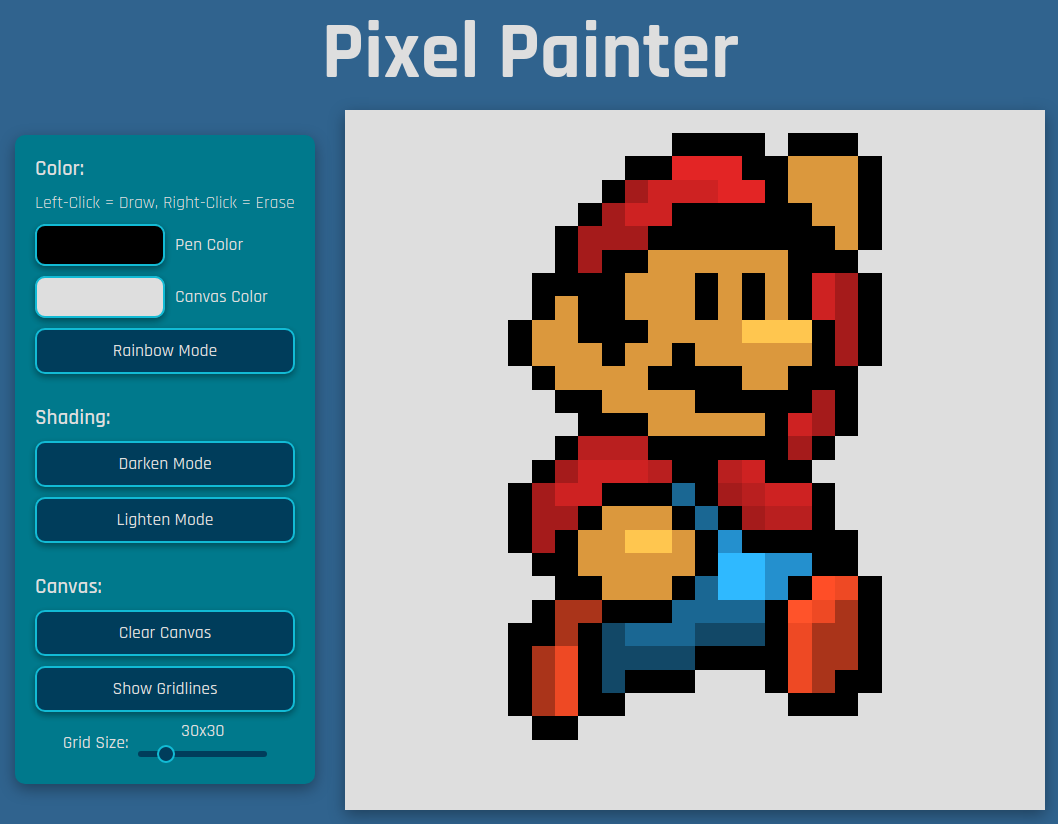 Pixel Painter
Color:
Left-Click = Draw, Right-Click = Erase
Pen Color
Canvas Color
Rainbow Mode
Shading:
Darken Mode
Lighten Mode
Canvas:
Clear Canvas
Show Gridlines
30x30
Grid Size: